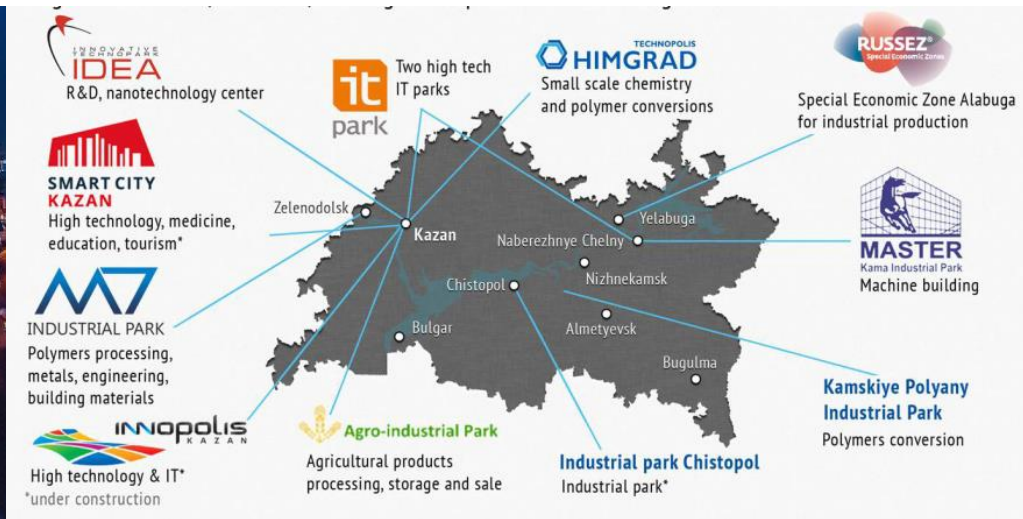 INNOVATIVE
TECHNOPARK
IDEA
R&D, nanotechnology center
it
park
Two high tech
IT parks
TECHNOPOLIS
HIMGRAD
Small scale chemistry
and polymer conversions
RUSSEZ®
Special Economic Zones
Special Economic Zone Alabuga
for industrial production
SMART CITY
KAZAN
High technology, medicine,
education, tourism*
M7
INDUSTRIAL PARK
Polymers processing,
metals, engineering,
building materials
INNOPOLIS
KAZAN
High technology & IT*
*under construction
Zelenodolsk
Kazan
Yelabuga
Naberezhnye Chelny
Nizhnekamsk
Chistopol
Almetyevsk
Bulgar
Bugulma
MASTER
Kama Industrial Park
Machine building
Kamskiye Polyany
Industrial Park
Polymers conversion
Agro-industrial Park
Agricultural products
processing, storage and sale
Industrial park Chistopol
Industrial park*